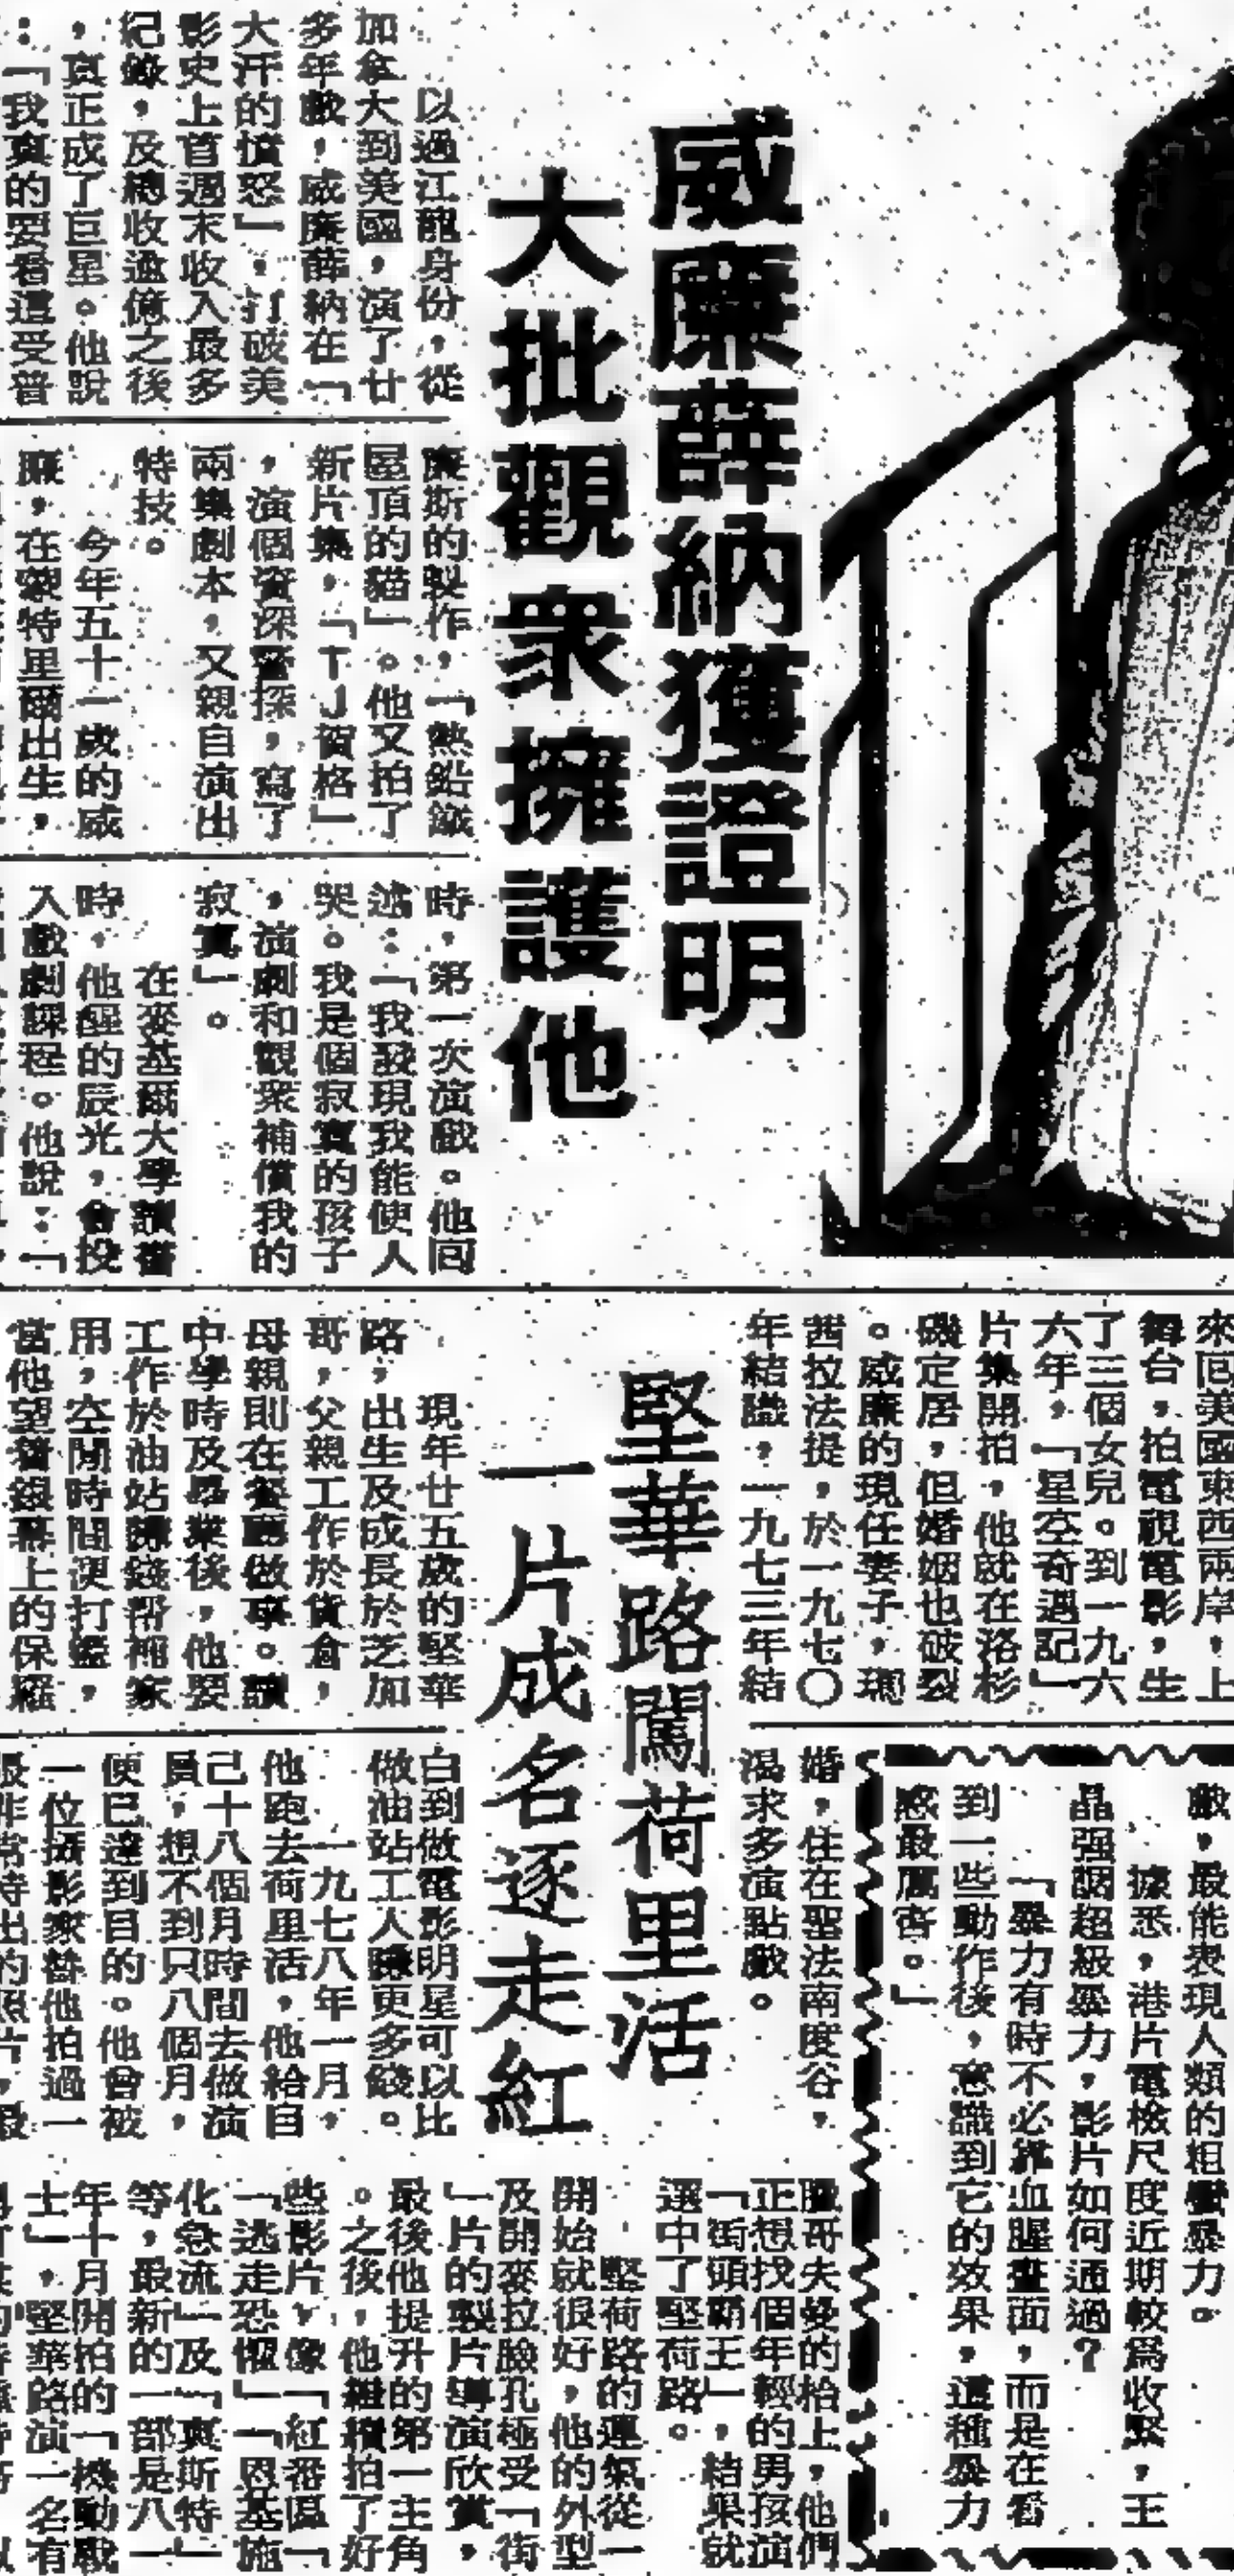 威廉薛納獲證明
大批觀衆擁護他
以過江龍身份，從
加拿大到美國，演了廿
多年戲，威廉薛納在「
大汗的憤怒」，打破美
影史上首週末收入最多
紀錄，及總收逾億之後
，真正成了巨星。他說
：「我真的要看這受普
廉斯的製作，「熱鉛鐵
屋頂的貓」。他又拍了
新片集，「TJ賀格」
，演個資深警探，寫了
兩集劇本，又親自演出
特技。
今年五十一歲的威
廉，在蒙特里爾出生，
時，第一次演戲。他囘
述：「我發現我能使人
哭。我是個寂寞的孩子
，演劇和觀衆補償我的
寂寞」。
在麥基爾大學讀書
時，他醒的辰光，會投
入戲劇課程。他說：「
來囘美國東西兩岸，上
舞台，拍電視電影，生
了三個女兒。到一九六
六年，「星空奇遇記」
片集開拍，他就在洛杉
磯定居，但婚姻也破裂
。威廉的現任妻子，瑪
茜拉法提，於一九七〇
年結識，一九七三年結
婚，住在聖法南度谷，
渴求多演點戲。
堅華路闖荷里活
一片成名逐走紅
現年廿五歲的堅華
路，出生及成長於芝加
哥，父親工作於貨倉，
母親則在餐廳做事。讀
中學時及畢業後，他要
工作於油站賺錢帮補家
用，空閒時間便打籃，
當他望着銀幕上的保羅
白到做電影明星可以比
做油站工人賺更多錢。
一九七八年一月，
他跑去荷里活，他給自
己十八個月時間去做演
員，想不到只八個月，
便已達到目的。他曾被
一位攝影家替他拍過一
般非常特出的照片，最
臘哥夫曼的枱上，他們
正想找個年輕的男孩演
「街頭霸王」，結果就
選中了堅荷路。
堅荷路的運氣從一
開始就很好，他的外型
及開麥拉臉孔極受「街
」片的製片導演欣賞，
最後他提升的第一主角
。之後，他繼續拍了好
些影片，像「紅番區「
「逃走恐懼」「恩基施
化急流」及「真斯特」
等，最新的一部是八一
年十月開拍的「機動戰
士」，堅華路演一名有
戲，最能表現人類的粗蠻暴力。
據悉，港片電檢尺度近期較爲收緊，王
晶强調超級暴力，影片如何通過？
「暴力有時不必靠血腥畫面，而是在看
到一些動作後，意識到它的效果，這種暴力
感最厲害。」